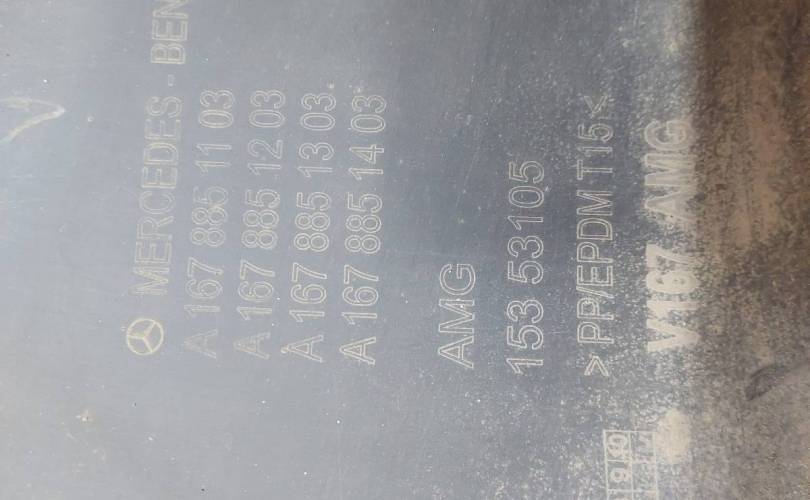 MERCEDES - BEN
A 167 885 11 03
A 167 885 12 03
A 167 885 13 03
A 167 885 14 03
AMG
153 53105
>PP/EPDM T15<
V167 AMG